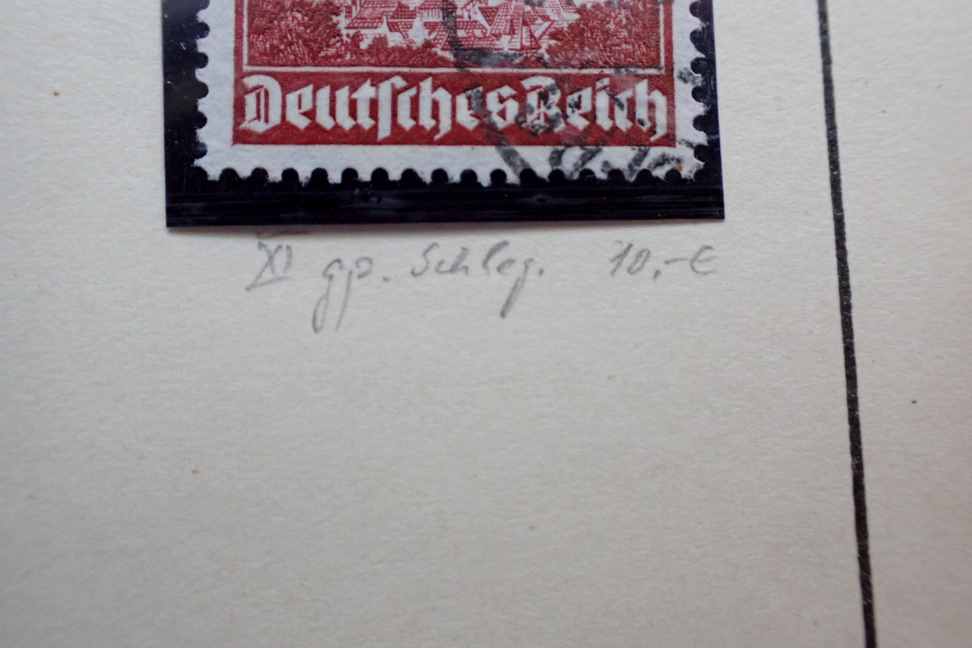 Deutsches Reich
XI gp. Schleg. 10,-€